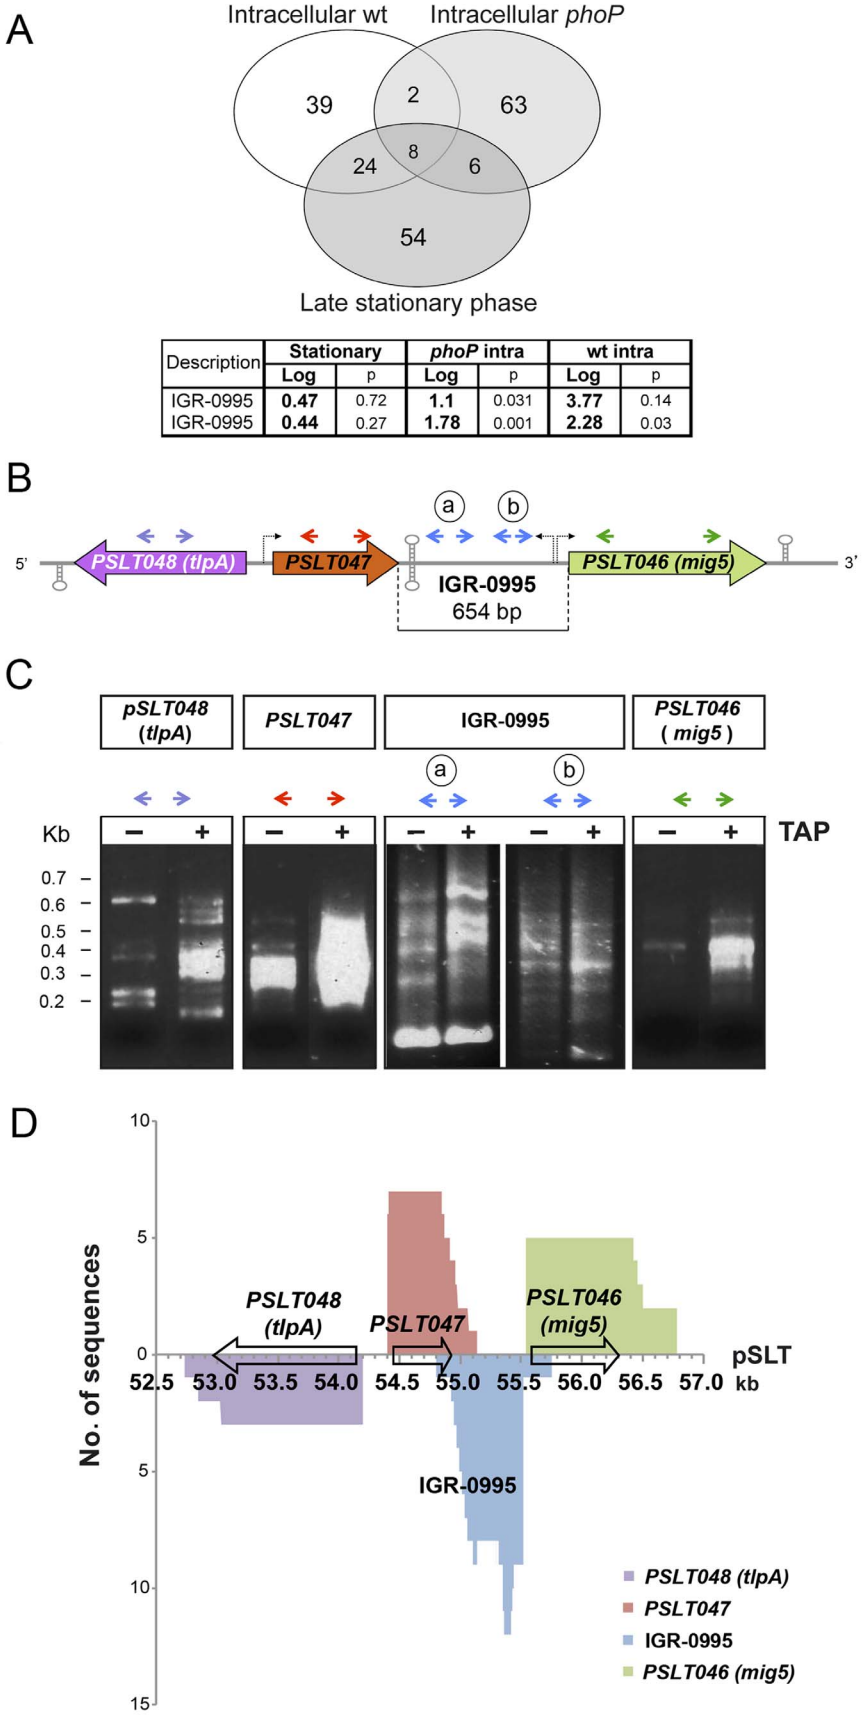 A
Intracellular wt Intracellular phoP
39 2 63
24 8 6
54
Late stationary phase
Description Stationary phoP intra wt intra
Log p Log p Log p
IGR-0995 0.47 0.72 1.1 0.031 3.77 0.14
IGR-0995 0.44 0.27 1.78 0.001 2.28 0.03
B
a b
5' PSLT048 (tlpA) PSLT047 PSLT046 (mig5) 3'
IGR-0995
654 bp
C
pSLT048 (tlpA) PSLT047 IGR-0995 PSLT046 ( mig5 )
a b
Kb − + − + − + − + − + TAP
0.7
0.6
0.5
0.4
0.3
0.2
D
10
5
PSLT048 (tlpA) PSLT047 PSLT046 (mig5)
0 pSLT
52.5 53.0 53.5 54.0 54.5 55.0 55.5 56.0 56.5 57.0 kb
No. of sequences
5
IGR-0995
10
15
PSLT048 (tlpA)
PSLT047
IGR-0995
PSLT046 (mig5)